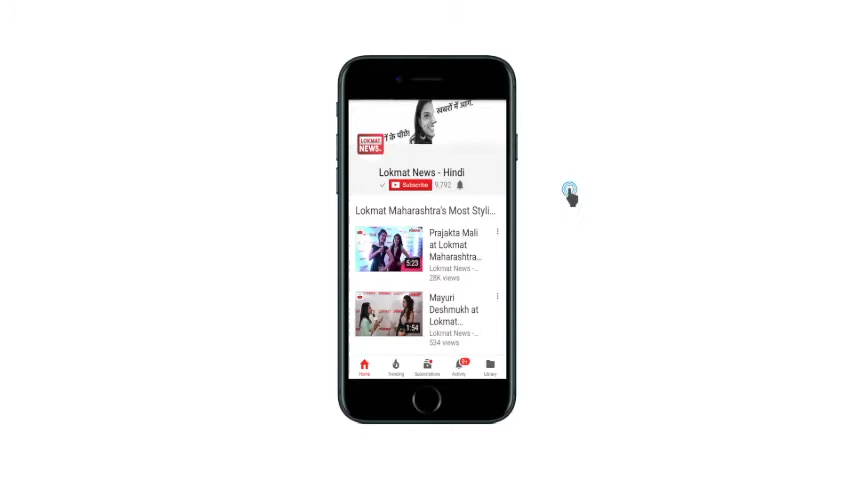 खबरों में आग,
के पीछे!
LOKMAT
NEWS
Lokmat News - Hindi
Subscribe 9,792
Lokmat Maharashtra's Most Styli...
Prajakta Mali
at Lokmat
Maharashtra...
Lokmat News -...
28K views
5:23
Mayuri
Deshmukh at
Lokmat...
Lokmat News -...
534 views
1:54
9+
Home Trending Subscriptions Activity Library